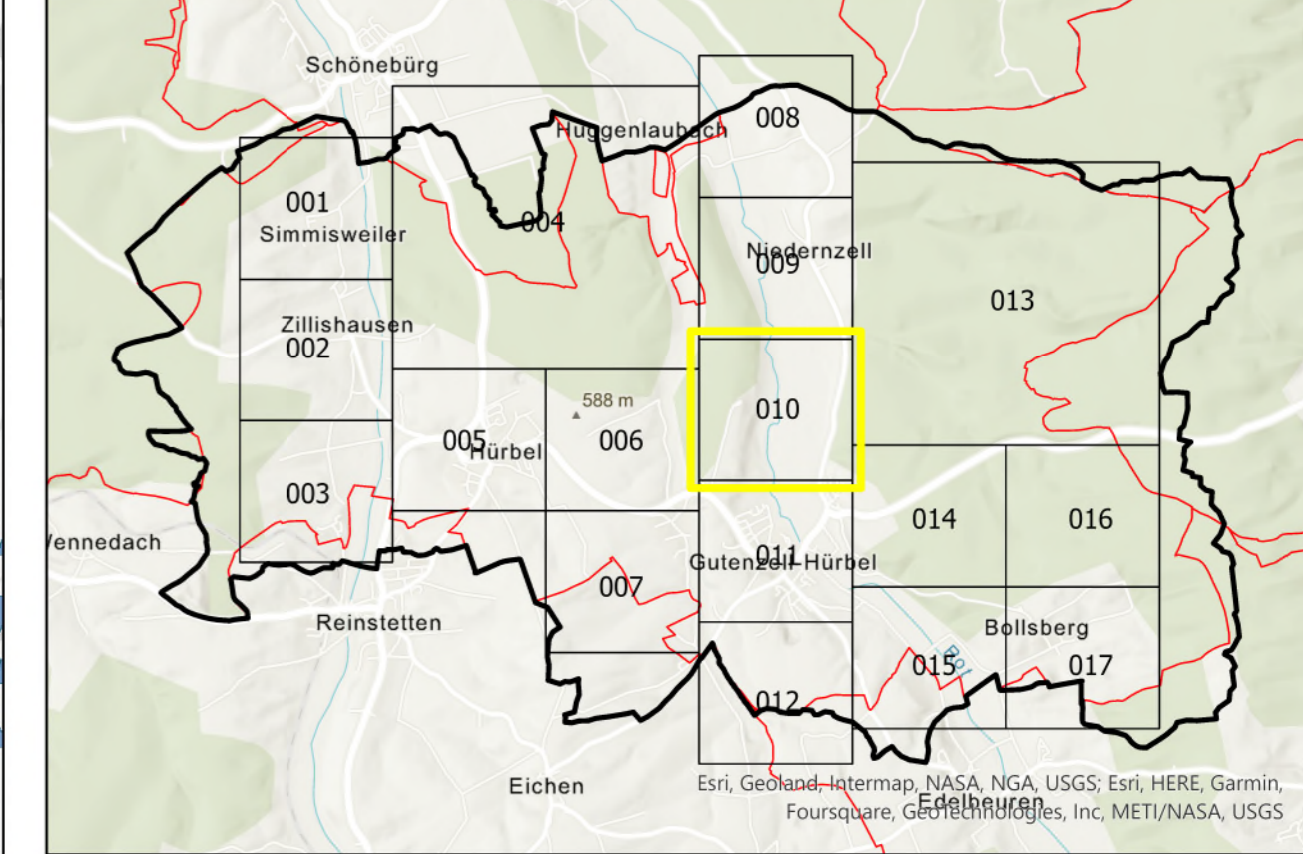 Schönebürg
008
Huggenlaubach
001
004
Simmisweiler
Niedernzell
009
013
Zillishausen
002
588 m
010
005
006
Hürbel
003
014
016
Wennedach
011
Gutenzell-Hürbel
007
Reinstetten
Bollsberg
Rot
015
017
012
Eichen
Esri, Geoland, Intermap, NASA, NGA, USGS; Esri, HERE, Garmin,
Edelbeuren
Foursquare, GeoTechnologies, Inc, METI/NASA, USGS